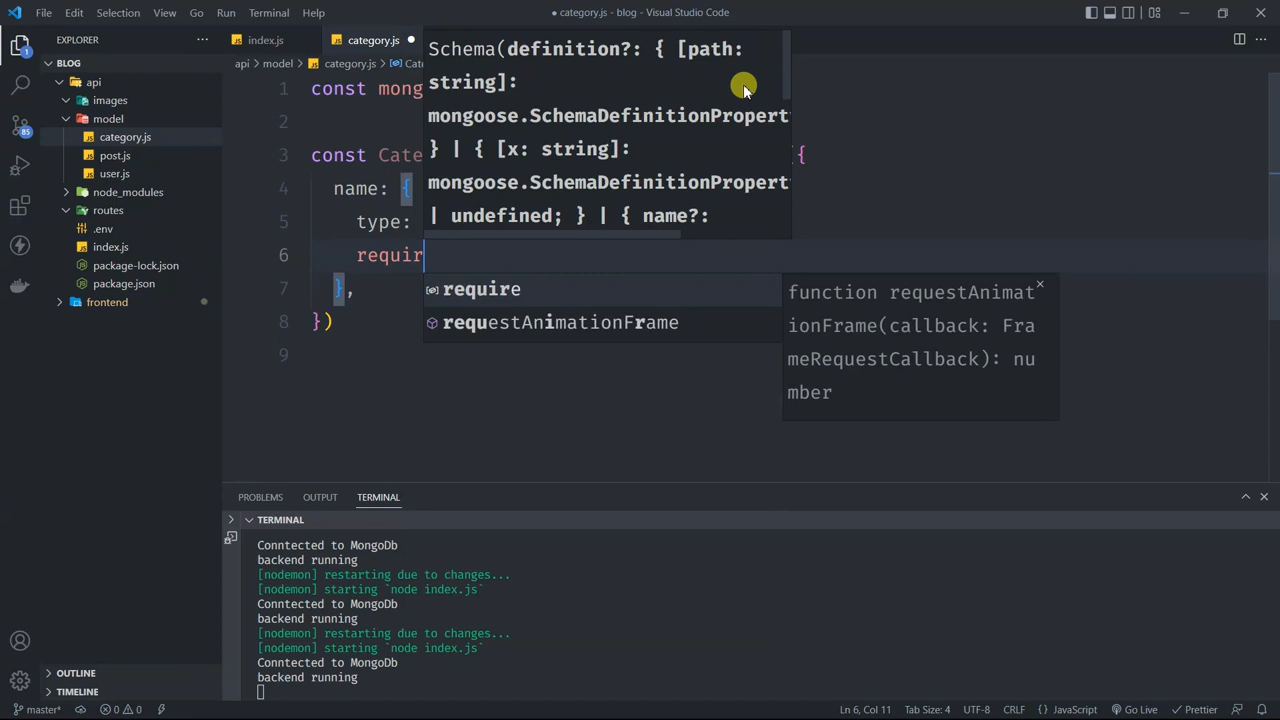 File Edit Selection View Go Run Terminal Help
● category.js - blog - Visual Studio Code
EXPLORER
index.js
category.js
BLOG
api > model > category.js >
api
images
model
category.js
post.js
user.js
node_modules
routes
.env
index.js
package-lock.json
package.json
frontend
OUTLINE
TIMELINE
1
85
1 const mong
2
3 const Cate {
4 name: {
5 type:
6 requir
7 },
8 })
9
Schema(definition?: { [path:
string]:
mongoose.SchemaDefinitionProperty
} | { [x: string]:
mongoose.SchemaDefinitionProperty
| undefined; } | { name?:
require
requestAnimationFrame
function requestAnimat
ionFrame(callback: Fra
meRequestCallback): nu
mber
PROBLEMS OUTPUT TERMINAL
TERMINAL
Conntected to MongoDb
backend running
[nodemon] restarting due to changes...
[nodemon] starting `node index.js`
Conntected to MongoDb
backend running
[nodemon] restarting due to changes...
[nodemon] starting `node index.js`
Conntected to MongoDb
backend running
master* 0 0 Ln 6, Col 11 Tab Size: 4 UTF-8 CRLF {} JavaScript Go Live Prettier